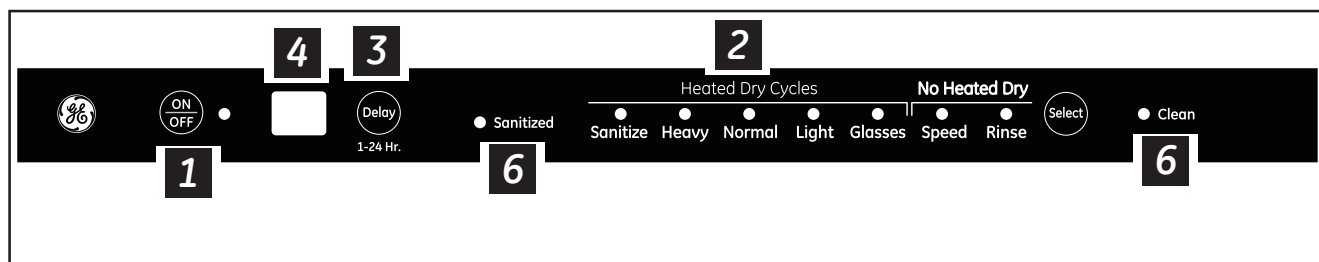 4
3
2
Heated Dry Cycles
No Heated Dry
GE
ON
OFF
Delay
1-24 Hr.
Sanitized
Sanitize Heavy Normal Light Glasses Speed Rinse
Select
Clean
1
6
6